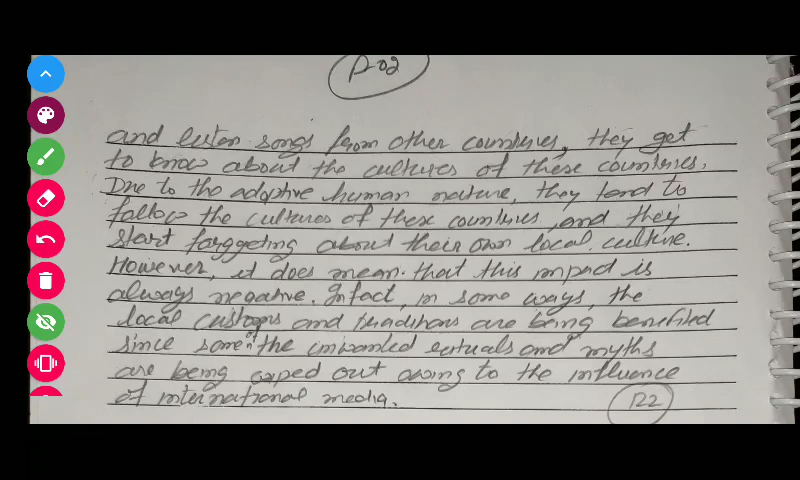 P-02
and listen songs from other countries, they get
to know about the cultures of these countries.
Due to the adoptive human nature, they tend to
follow the cultures of these countries, and they
start forggeting about their own local culture.
However, it does mean that this impact is
always negative. Infact, in some ways, the
local customs and traditions are being benefited
since some of the unwanted rituals and myths
are being wiped out owing to the influence
of international media.
122